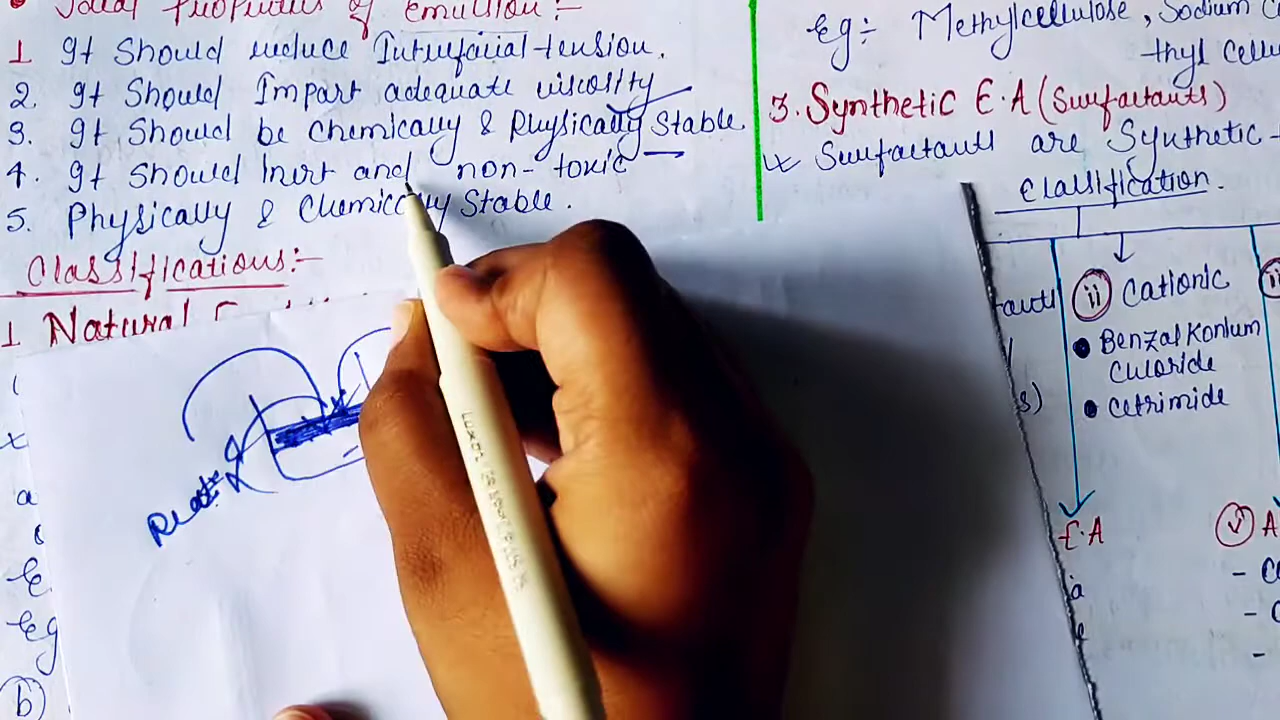 Ideal Properties of emulsion:-
1 It Should reduce Interfacial tension.
2. It Should Impart adequate viscosity
3. It Should be Chemically & Physically Stable
4. It Should Inert and non-toxic
5. Physically & Chemically Stable.
Classifications:-
1 Natural
React
a
Eg
b
Eg:- Methylcellulose, Sodium
thyl Cellu
3. Synthetic E.A (Surfactants)
* Surfactants are Synthetic-
Classification.
ii Cationic
Benzalkonium
Chloride
Cetrimide
s)
E.A
v A